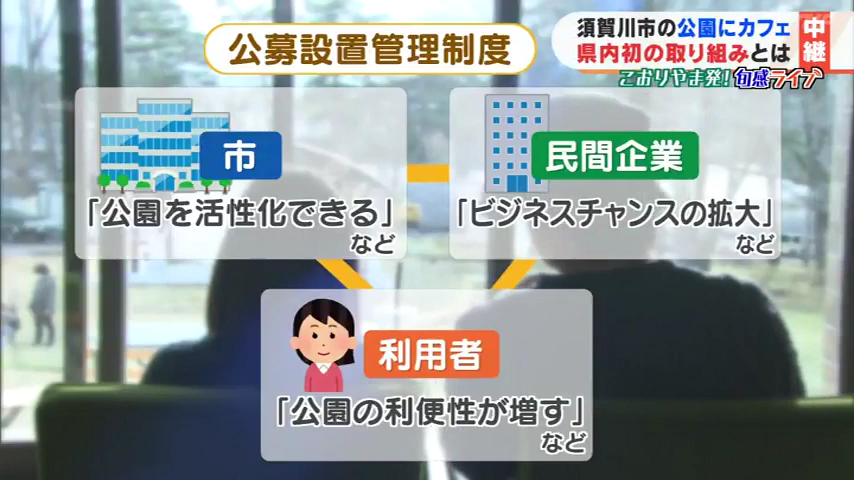 公募設置管理制度
須賀川市の公園にカフェ
県内初の取り組みとは
中継
こおりやま発!旬感ライブ
市
「公園を活性化できる」
など
民間企業
「ビジネスチャンスの拡大」
など
利用者
「公園の利便性が増す」
など